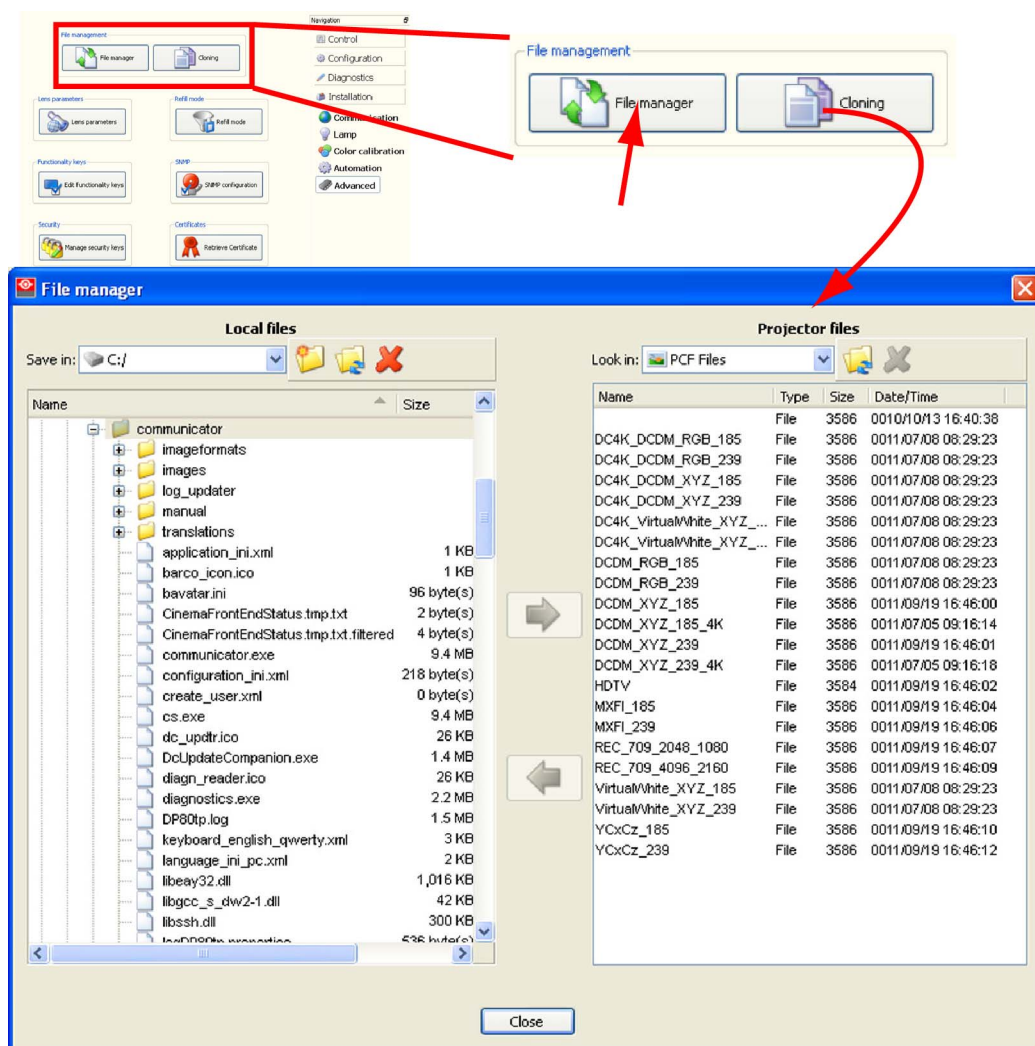 Navigation
File management
File manager
Cloning
Control
Configuration
Diagnostics
Installation
Communication
Lamp
Color calibration
Automation
Advanced
Lens parameters
Lens parameters
Refill mode
Refill mode
Functionality keys
Edit Functionality keys
SNMP
SNMP configuration
Security
Manage security keys
Certificates
Retrieve Certificate
File management
File manager
Cloning
File manager
Local files
Save in: C:/
Name Size
communicator
imageformats
images
log_updater
manual
translations
application_ini.xml 1 KB
barco_icon.ico 1 KB
bavatar.ini 96 byte(s)
CinemaFrontEndStatus.tmp.txt 2 byte(s)
CinemaFrontEndStatus.tmp.txt.filtered 4 byte(s)
communicator.exe 9.4 MB
configuration_ini.xml 218 byte(s)
create_user.xml 0 byte(s)
cs.exe 9.4 MB
dc_updtr.ico 26 KB
DcUpdateCompanion.exe 1.4 MB
diagn_reader.ico 26 KB
diagnostics.exe 2.2 MB
DP80tp.log 1.5 MB
keyboard_english_qwerty.xml 3 KB
language_ini_pc.xml 2 KB
libeay32.dll 1,016 KB
libgcc_s_dw2-1.dll 42 KB
libssh.dll 300 KB
logDP80tp.properties 536 byte(s)
Projector files
Look in: PCF Files
Name Type Size Date/Time
File 3586 0010/10/13 16:40:38
DC4K_DCDM_RGB_185 File 3586 0011/07/08 08:29:23
DC4K_DCDM_RGB_239 File 3586 0011/07/08 08:29:23
DC4K_DCDM_XYZ_185 File 3586 0011/07/08 08:29:23
DC4K_DCDM_XYZ_239 File 3586 0011/07/08 08:29:23
DC4K_VirtualWhite_XYZ_... File 3586 0011/07/08 08:29:23
DC4K_VirtualWhite_XYZ_... File 3586 0011/07/08 08:29:23
DCDM_RGB_185 File 3586 0011/07/08 08:29:23
DCDM_RGB_239 File 3586 0011/07/08 08:29:23
DCDM_XYZ_185 File 3586 0011/09/19 16:46:00
DCDM_XYZ_185_4K File 3586 0011/07/05 09:16:14
DCDM_XYZ_239 File 3586 0011/09/19 16:46:01
DCDM_XYZ_239_4K File 3586 0011/07/05 09:16:18
HDTV File 3584 0011/09/19 16:46:02
MXFI_185 File 3586 0011/09/19 16:46:04
MXFI_239 File 3586 0011/09/19 16:46:06
REC_709_2048_1080 File 3586 0011/09/19 16:46:07
REC_709_4096_2160 File 3586 0011/09/19 16:46:09
VirtualWhite_XYZ_185 File 3586 0011/07/08 08:29:23
VirtualWhite_XYZ_239 File 3586 0011/07/08 08:29:23
YCxCz_185 File 3586 0011/09/19 16:46:10
YCxCz_239 File 3586 0011/09/19 16:46:12
Close